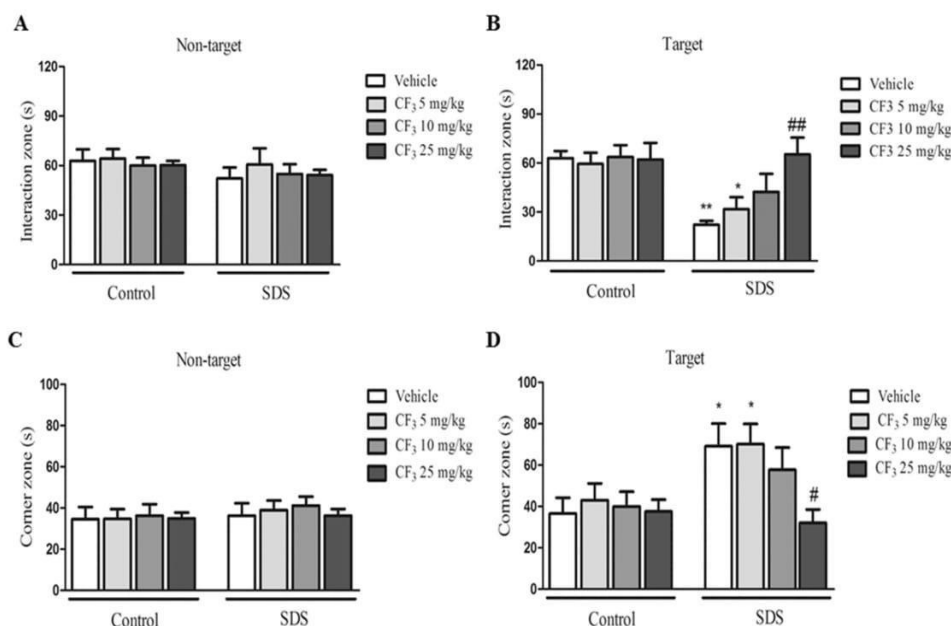 A
Non-target
Interaction zone (s)
120
90
60
30
0
Control
SDS
Vehicle
CF₃ 5 mg/kg
CF₃ 10 mg/kg
CF₃ 25 mg/kg
B
Target
Interaction zone (s)
120
90
60
30
0
**
*
##
Control
SDS
Vehicle
CF3 5 mg/kg
CF3 10 mg/kg
CF3 25 mg/kg
C
Non-target
Corner zone (s)
100
80
60
40
20
0
Control
SDS
Vehicle
CF₃ 5 mg/kg
CF₃ 10 mg/kg
CF₃ 25 mg/kg
D
Target
Corner zone (s)
100
80
60
40
20
0
*
*
#
Control
SDS
Vehicle
CF₃ 5 mg/kg
CF₃ 10 mg/kg
CF₃ 25 mg/kg